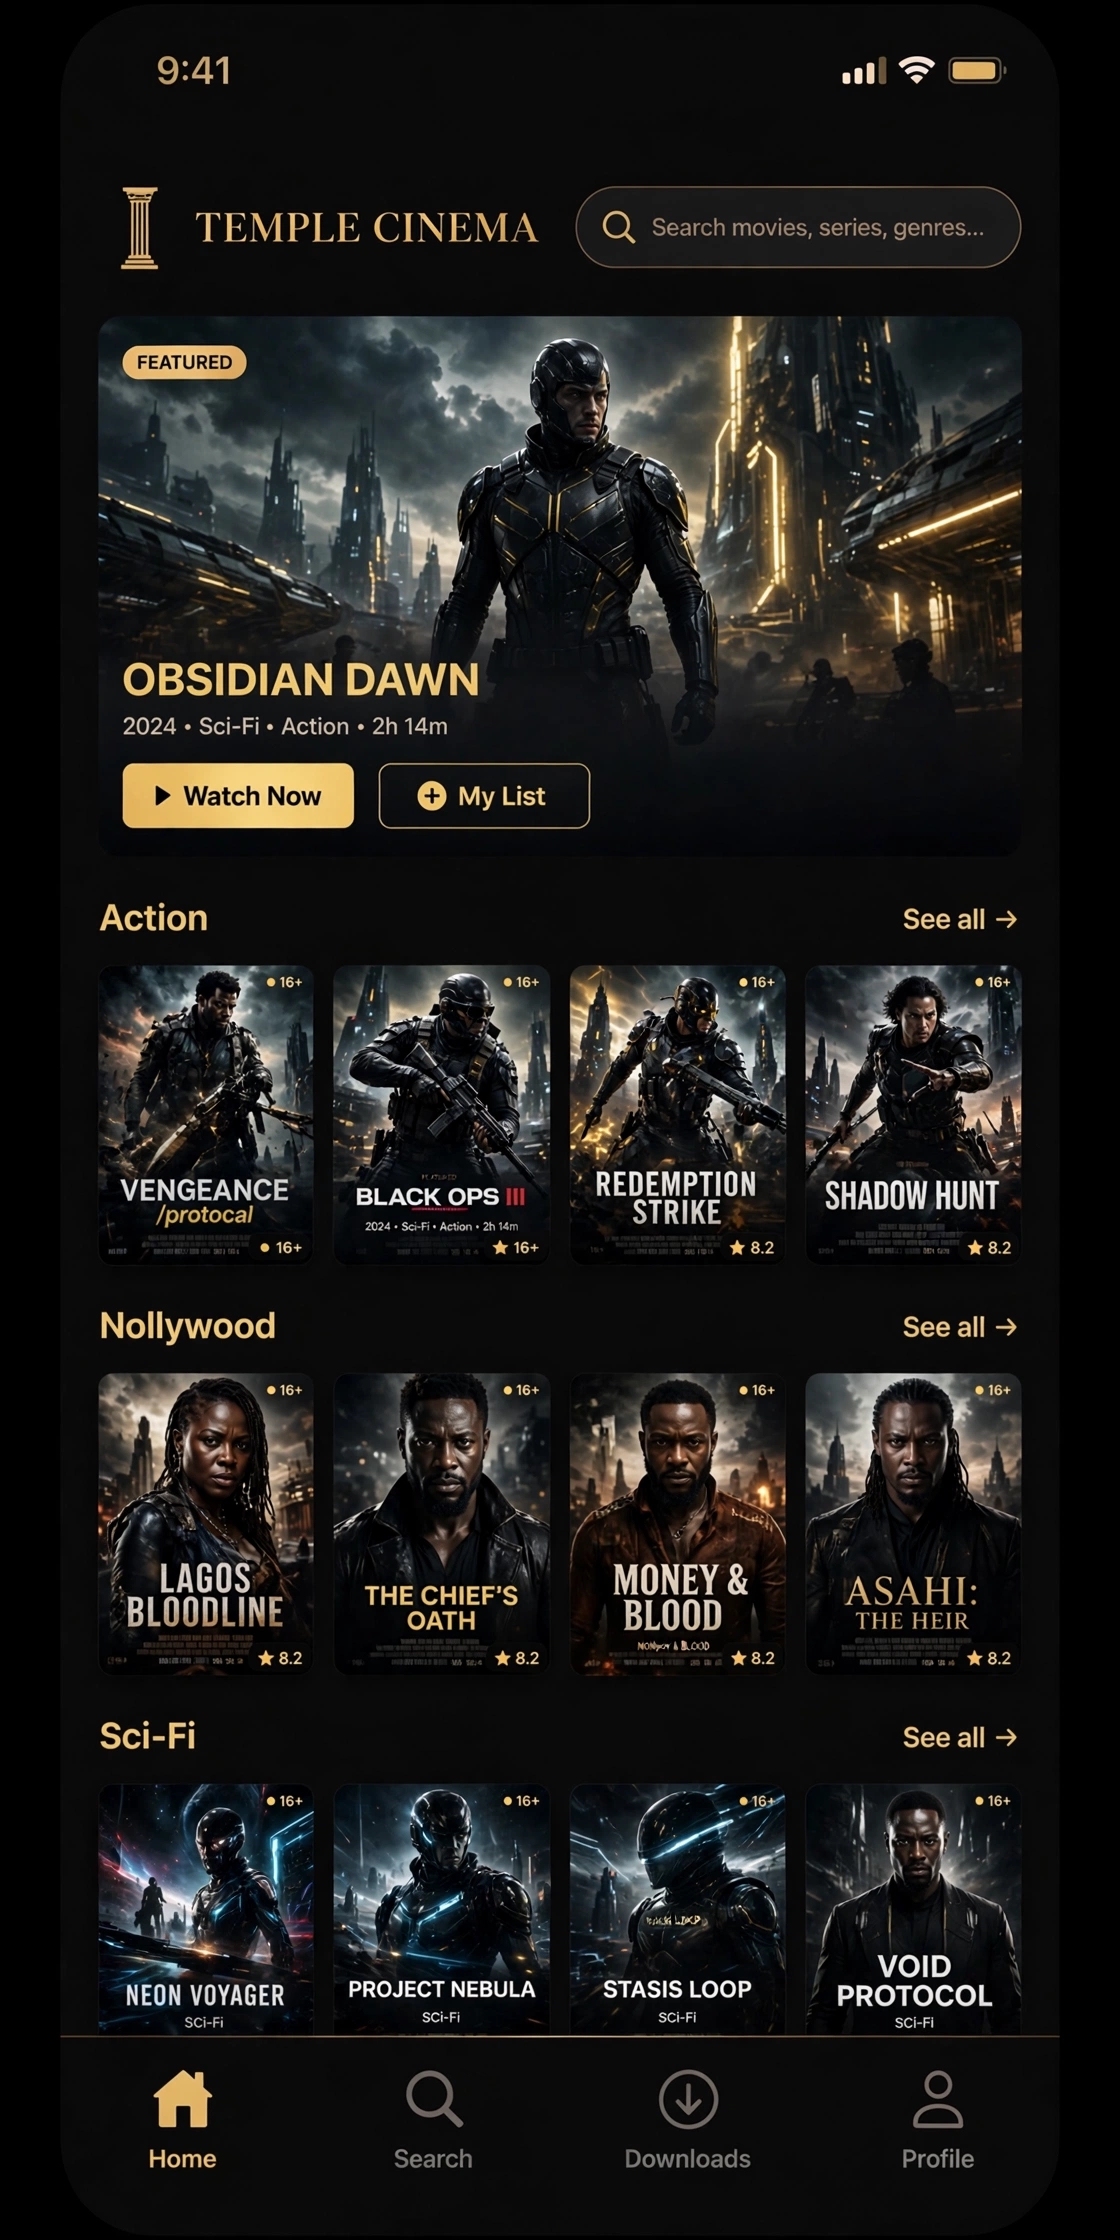 9:41
TEMPLE CINEMA
Search movies, series, genres...
FEATURED
OBSIDIAN DAWN
2024 • Sci-Fi • Action • 2h 14m
Watch Now
My List
Action
See all →
16+
16+
16+
16+
VENGEANCE
/protocal
16+
BLACK OPS III
2024 • Sci-Fi • Action • 2h 14m
16+
REDEMPTION
STRIKE
8.2
SHADOW HUNT
8.2
Nollywood
See all →
16+
16+
16+
16+
LAGOS
BLOODLINE
8.2
THE CHIEF'S
OATH
8.2
MONEY &
BLOOD
8.2
ASAHI:
THE HEIR
8.2
Sci-Fi
See all →
16+
16+
16+
16+
NEON VOYAGER
SCi-Fi
PROJECT NEBULA
SCi-Fi
STASIS LOOP
SCi-Fi
VOID
PROTOCOL
SCi-Fi
Home
Search
Downloads
Profile